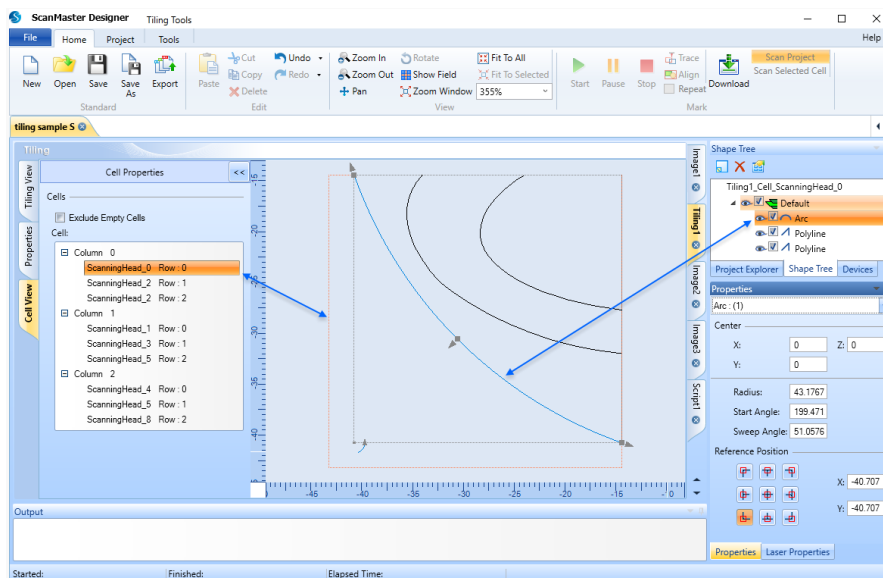 ScanMaster Designer Tiling Tools
File Home Project Tools Help
New Open Save Save As Export
Standard
Paste Cut Copy Delete
Undo Redo
Edit
Zoom In Zoom Out Pan
Rotate Show Field Zoom Window
Fit To All Fit To Selected 355%
View
Start Pause Stop
Trace Align Repeat
Download
Mark
Scan Project
Scan Selected Cell
tiling sample S
Tiling
Tiling View
Properties
Cell View
Cell Properties <<
Cells
Exclude Empty Cells
Cell:
Column 0
ScanningHead_0 Row : 0
ScanningHead_2 Row : 1
ScanningHead_2 Row : 2
Column 1
ScanningHead_1 Row : 0
ScanningHead_3 Row : 1
ScanningHead_5 Row : 2
Column 2
ScanningHead_4 Row : 0
ScanningHead_5 Row : 1
ScanningHead_8 Row : 2
-15
-20
-25
-30
-35
-40
-45 -40 -35 -30 -25 -20 -15 -10
Image1
Tiling1
Image2
Image3
Script1
Shape Tree
Tiling1_Cell_ScanningHead_0
Default
Arc
Polyline
Polyline
Project Explorer Shape Tree Devices
Properties
Arc : (1)
Center
X: 0 Z: 0
Y: 0
Radius: 43.1767
Start Angle: 199.471
Sweep Angle: 51.0576
Reference Position
X: -40.707
Y: -40.707
Properties Laser Properties
Output
Started: Finished: Elapsed Time: